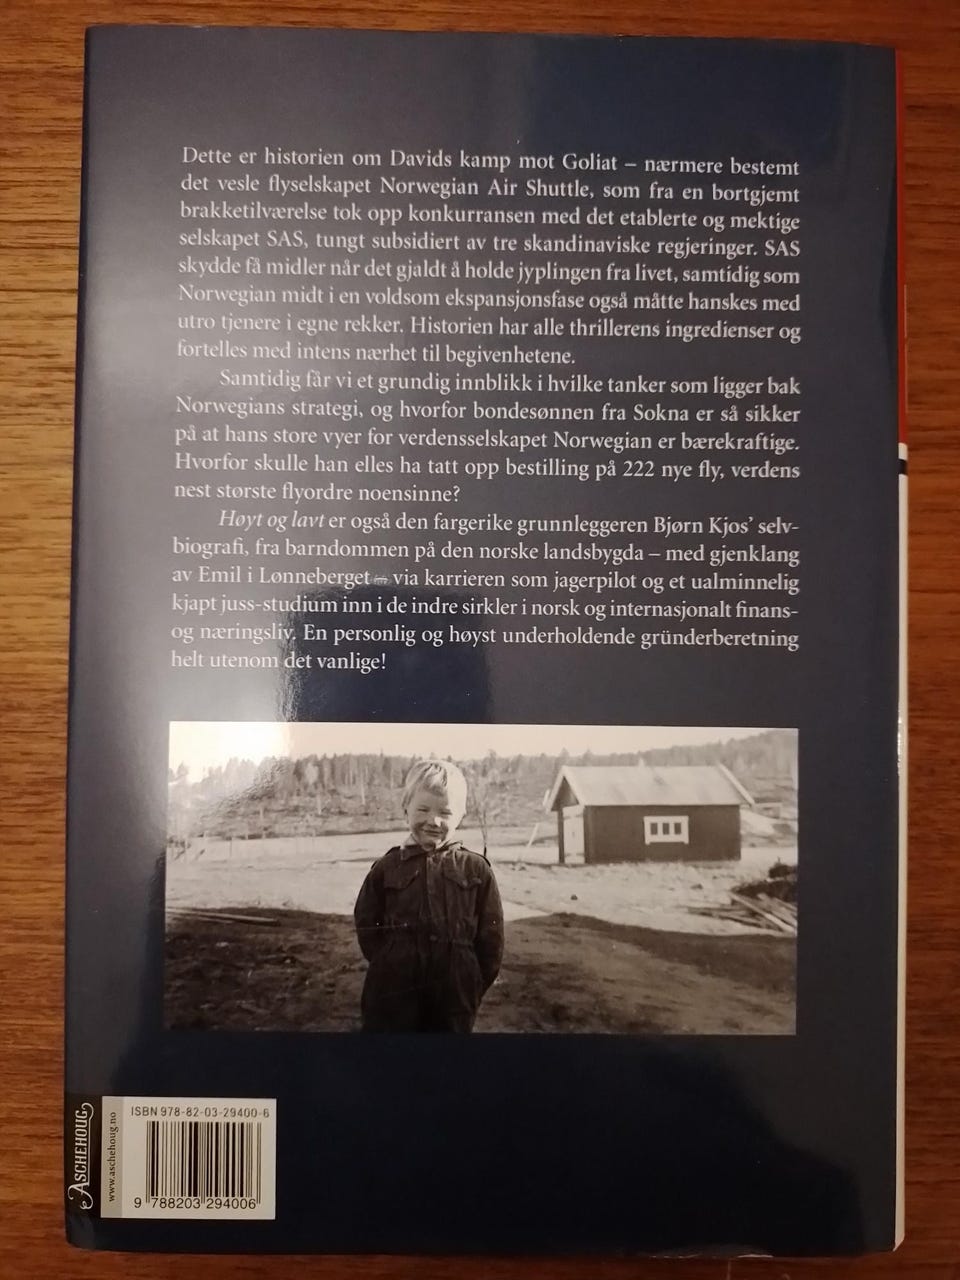 Dette er historien om Davids kamp mot Goliat – nærmere bestemt
det vesle flyselskapet Norwegian Air Shuttle, som fra en bortgjemt
brakketilværelse tok opp konkurransen med det etablerte og mektige
selskapet SAS, tungt subsidiert av tre skandinaviske regjeringer. SAS
skydde få midler når det gjaldt å holde jyplingen fra livet, samtidig som
Norwegian midt i en voldsom ekspansjonsfase også måtte hanskes med
utro tjenere i egne rekker. Historien har alle thrillerens ingredienser og
fortelles med intens nærhet til begivenhetene.
Samtidig får vi et grundig innblikk i hvilke tanker som ligger bak
Norwegians strategi, og hvorfor bondesønnen fra Sokna er så sikker
på at hans store vyer for verdensselskapet Norwegian er bærekraftige.
Hvorfor skulle han elles ha tatt opp bestilling på 222 nye fly, verdens
nest største flyordre noensinne?
Høyt og lavt er også den fargerike grunnleggeren Bjørn Kjos’ selv-
biografi, fra barndommen på den norske landsbygda – med gjenklang
av Emil i Lønneberget – via karrieren som jagerpilot og et ualminnelig
kjapt juss-studium inn i de indre sirkler i norsk og internasjonalt finans-
og næringsliv. En personlig og høyst underholdende gründerberetning
helt utenom det vanlige!
ASCHEHOUG
www.aschehoug.no
ISBN 978-82-03-29400-6
9 788203 294006